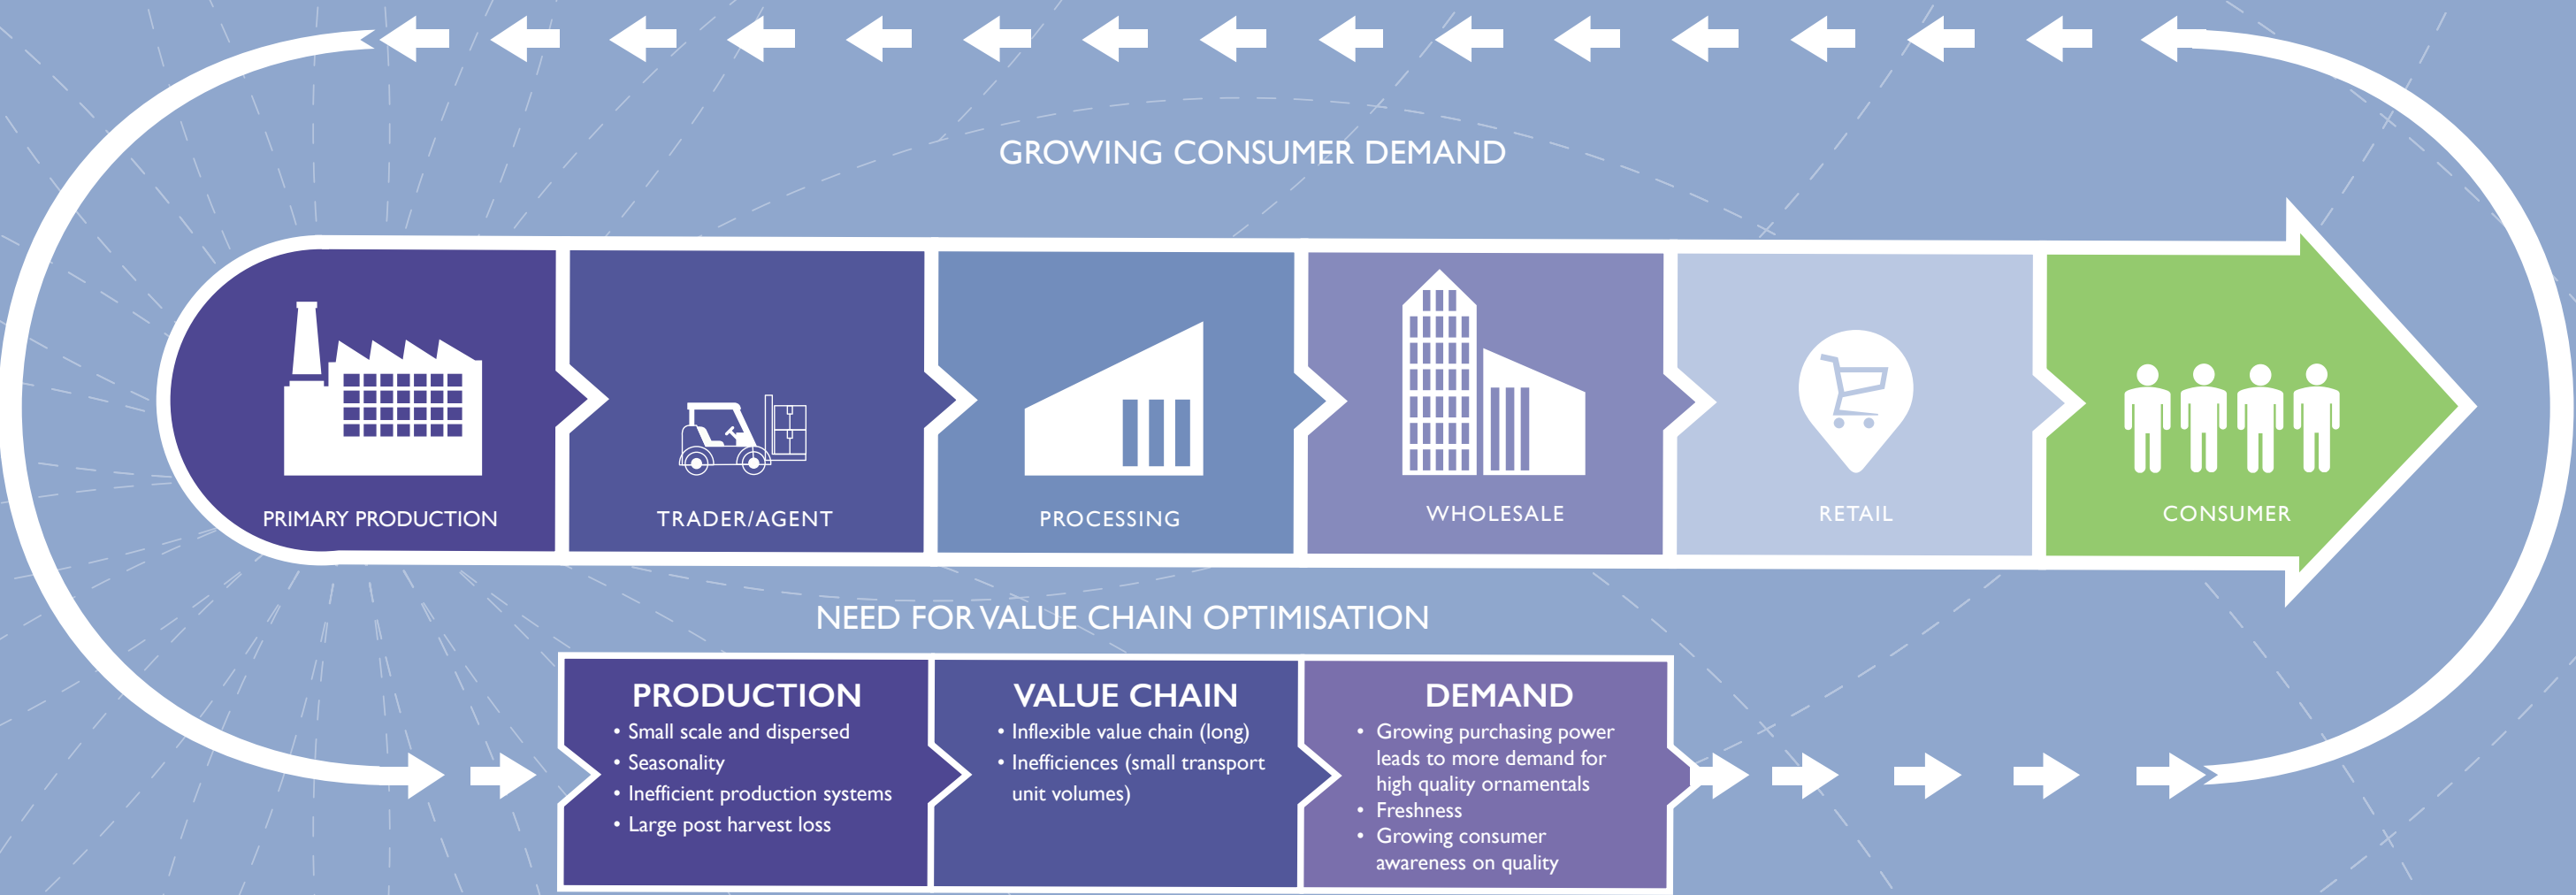 GROWING CONSUMER DEMAND
PRIMARY PRODUCTION
TRADER/AGENT
PROCESSING
WHOLESALE
RETAIL
CONSUMER
NEED FOR VALUE CHAIN OPTIMISATION
PRODUCTION
• Small scale and dispersed
• Seasonality
• Inefficient production systems
• Large post harvest loss
VALUE CHAIN
• Inflexible value chain (long)
• Inefficiences (small transport
unit volumes)
DEMAND
• Growing purchasing power
leads to more demand for
high quality ornamentals
• Freshness
• Growing consumer
awareness on quality